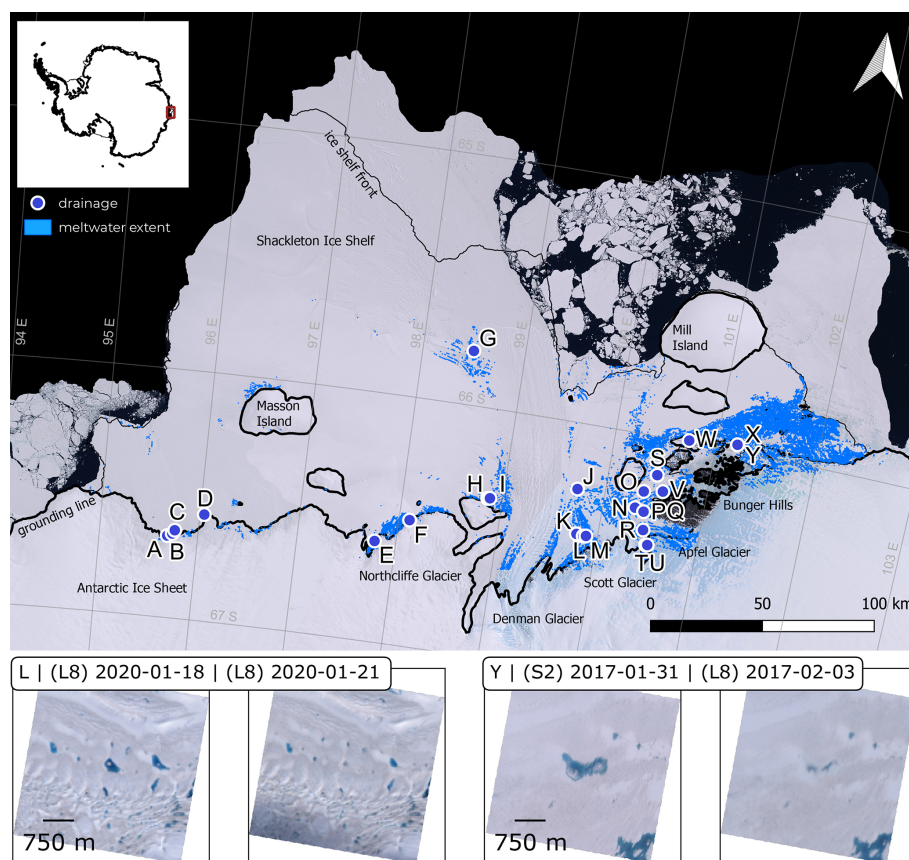 65 S
ice shelf front
drainage
meltwater extent
Shackleton Ice Shelf
94 E
95 E
96 E
97 E
98 E
101 E
102 E
G
Mill
Island
66 S
Masson
Island
W
X
Y
S
H
I
J
O
V
D
C
N
P
Q
grounding line
Bunger Hills
A
B
F
K
R
E
L
M
T
U
Apfel Glacier
103 E
Northcliffe Glacier
Scott Glacier
Antarctic Ice Sheet
67 S
Denman Glacier
0
50
100 km
L | (L8) 2020-01-18 | (L8) 2020-01-21
Y | (S2) 2017-01-31 | (L8) 2017-02-03
750 m
750 m